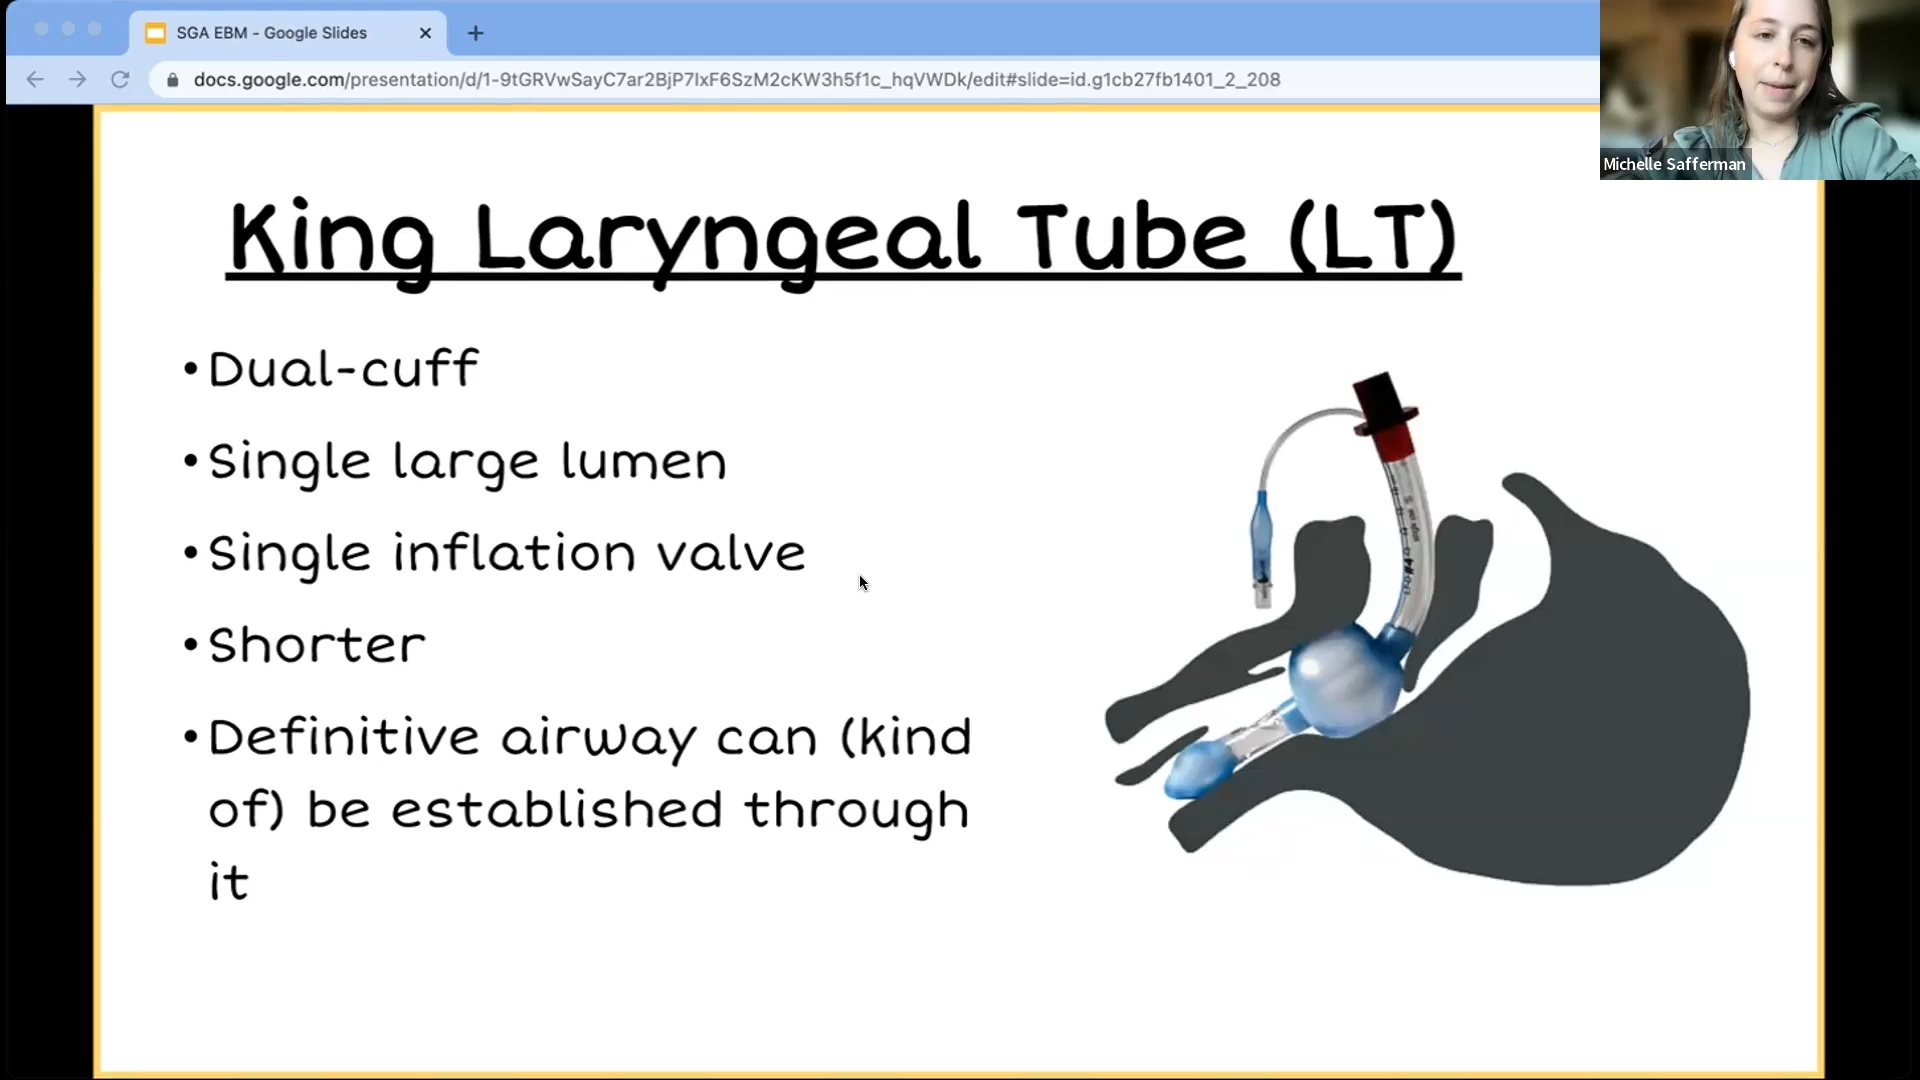 SGA EBM - Google Slides
docs.google.com/presentation/d/1-9tGRVwSayC7ar2BjP7IxF6SzM2cKW3h5f1c_hqVWDk/edit#slide=id.g1cb27fb1401_2_208
Michelle Safferman
King Laryngeal Tube (LT)
•Dual-cuff
•Single large lumen
•Single inflation valve
•Shorter
•Definitive airway can (kind
of) be established through
it
#4